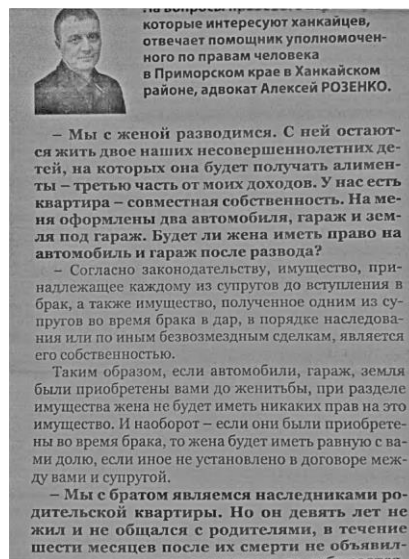 которые интересуют ханкайцев,
отвечает помощник уполномочен-
ного по правам человека
в Приморском крае в Ханкайском
районе, адвокат Алексей РОЗЕНКО.
– Мы с женой разводимся. С ней остают-
ся жить двое наших несовершеннолетних де-
тей, на которых она будет получать алимен-
ты – третью часть от моих доходов. У нас есть
квартира – совместная собственность. На ме-
ня оформлены два автомобиля, гараж и зем-
ля под гараж. Будет ли жена иметь право на
автомобиль и гараж после развода?
– Согласно законодательству, имущество, при-
надлежащее каждому из супругов до вступления в
брак, а также имущество, полученное одним из су-
пругов во время брака в дар, в порядке наследова-
ния или по иным безвозмездным сделкам, является
его собственностью.
Таким образом, если автомобили, гараж, земля
были приобретены вами до женитьбы, при разделе
имущества жена не будет иметь никаких прав на это
имущество. И наоборот – если они были приобрете-
ны во время брака, то жена будет иметь равную с ва-
ми долю, если иное не установлено в договоре меж-
ду вами и супругой.
– Мы с братом являемся наследниками ро-
дительской квартиры. Но он девять лет не
жил и не общался с родителями, в течение
шести месяцев после их смерти не объявил-